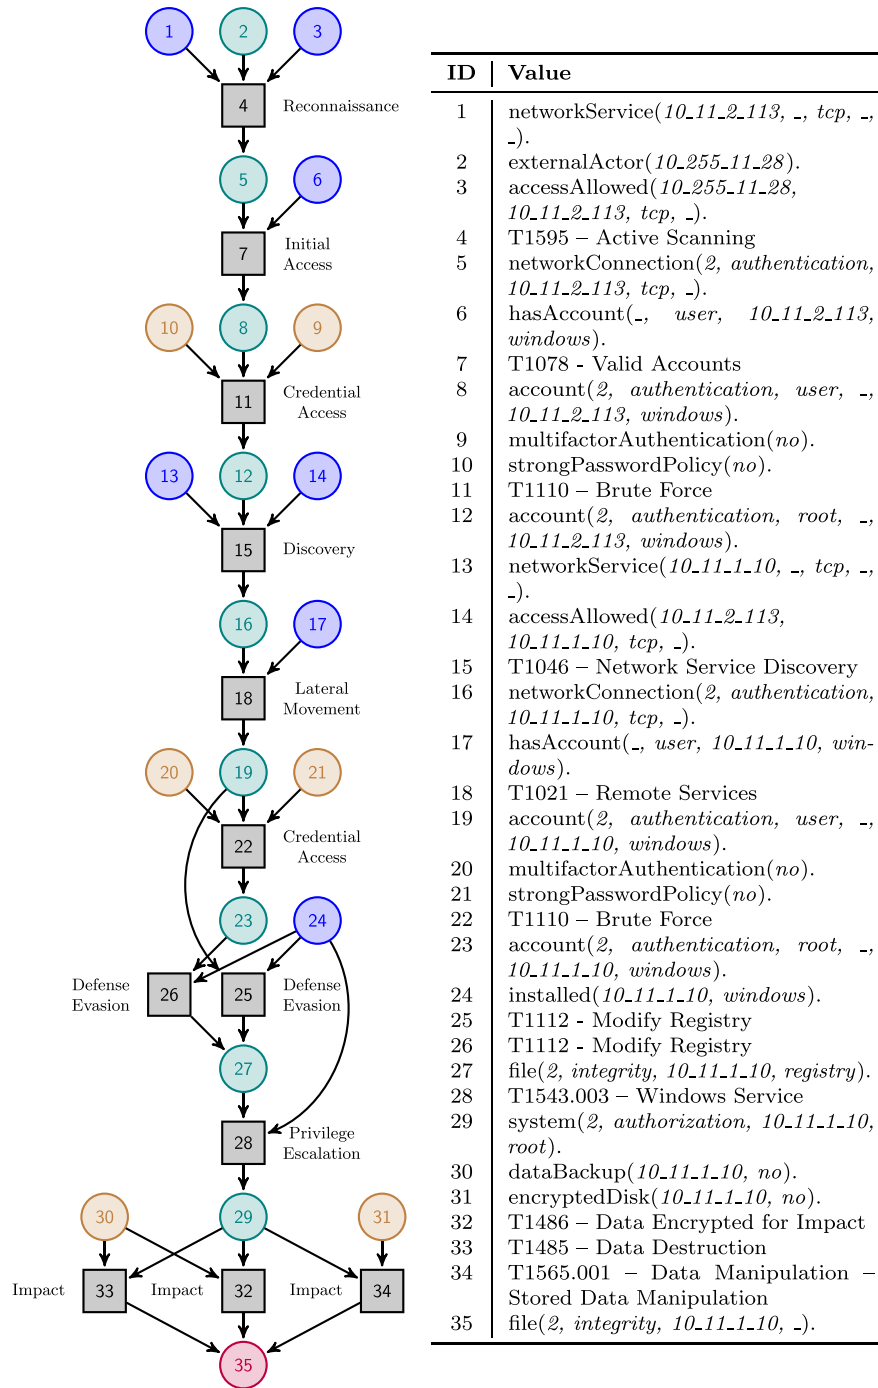 1 2 3
4 Reconnaissance
5 6
7 Initial
Access
10 8 9
11 Credential
Access
13 12 14
15 Discovery
16 17
18 Lateral
Movement
20 19 21
22 Credential
Access
23 24
Defense
Evasion
26 25 Defense
Evasion
27
28 Privilege
Escalation
30 29 31
Impact 33 Impact 32 Impact 34
35
ID Value
1 networkService(10_11_2_113, _, tcp, _,
_).
2 externalActor(10_255_11_28).
3 accessAllowed(10_255_11_28,
10_11_2_113, tcp, _).
4 T1595 – Active Scanning
5 networkConnection(2, authentication,
10_11_2_113, tcp, _).
6 hasAccount(_, user, 10_11_2_113,
windows).
7 T1078 - Valid Accounts
8 account(2, authentication, user, _,
10_11_2_113, windows).
9 multifactorAuthentication(no).
10 strongPasswordPolicy(no).
11 T1110 – Brute Force
12 account(2, authentication, root, _,
10_11_2_113, windows).
13 networkService(10_11_1_10, _, tcp, _,
_).
14 accessAllowed(10_11_2_113,
10_11_1_10, tcp, _).
15 T1046 – Network Service Discovery
16 networkConnection(2, authentication,
10_11_1_10, tcp, _).
17 hasAccount(_, user, 10_11_1_10, win-
dows).
18 T1021 – Remote Services
19 account(2, authentication, user, _,
10_11_1_10, windows).
20 multifactorAuthentication(no).
21 strongPasswordPolicy(no).
22 T1110 – Brute Force
23 account(2, authentication, root, _,
10_11_1_10, windows).
24 installed(10_11_1_10, windows).
25 T1112 - Modify Registry
26 T1112 - Modify Registry
27 file(2, integrity, 10_11_1_10, registry).
28 T1543.003 – Windows Service
29 system(2, authorization, 10_11_1_10,
root).
30 dataBackup(10_11_1_10, no).
31 encryptedDisk(10_11_1_10, no).
32 T1486 – Data Encrypted for Impact
33 T1485 – Data Destruction
34 T1565.001 – Data Manipulation –
Stored Data Manipulation
35 file(2, integrity, 10_11_1_10, _).